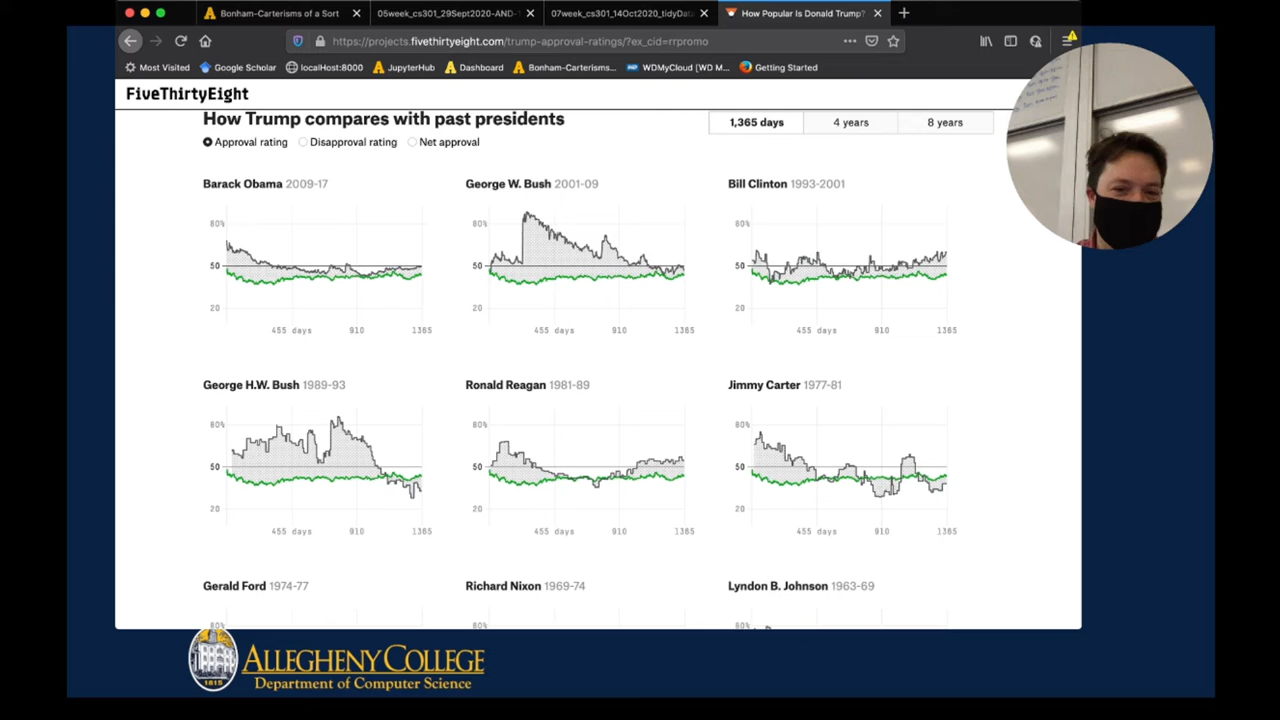 Bonham-Carterisms of a Sort
05week_cs301_29Sept2020-AND-
07week_cs301_14Oct2020_tidyData
How Popular Is Donald Trump?
https://projects.fivethirtyeight.com/trump-approval-ratings/?ex_cid=rrpromo
Most Visited
Google Scholar
localHost:8000
JupyterHub
Dashboard
Bonham-Carterisms...
WDMyCloud [WD M...
Getting Started
FiveThirtyEight
How Trump compares with past presidents
1,365 days
4 years
8 years
Approval rating
Disapproval rating
Net approval
Barack Obama 2009-17
George W. Bush 2001-09
Bill Clinton 1993-2001
80%
80%
80%
50
50
50
20
20
20
455 days 910 1365
455 days 910 1365
455 days 910 1365
George H.W. Bush 1989-93
Ronald Reagan 1981-89
Jimmy Carter 1977-81
80%
80%
80%
50
50
50
20
20
20
455 days 910 1365
455 days 910 1365
455 days 910 1365
Gerald Ford 1974-77
Richard Nixon 1969-74
Lyndon B. Johnson 1963-69
80%
80%
80%
1815
ALLEGHENY COLLEGE
Department of Computer Science